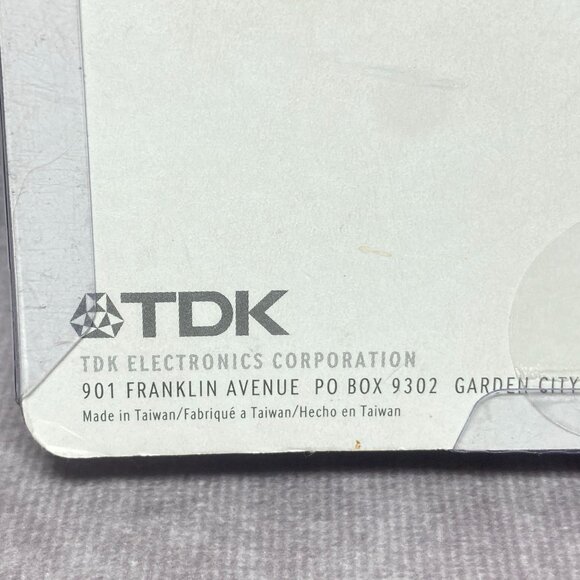 TDK
TDK ELECTRONICS CORPORATION
901 FRANKLIN AVENUE PO BOX 9302 GARDEN CITY
Made in Taiwan/Fabriqué a Taiwan/Hecho en Taiwan